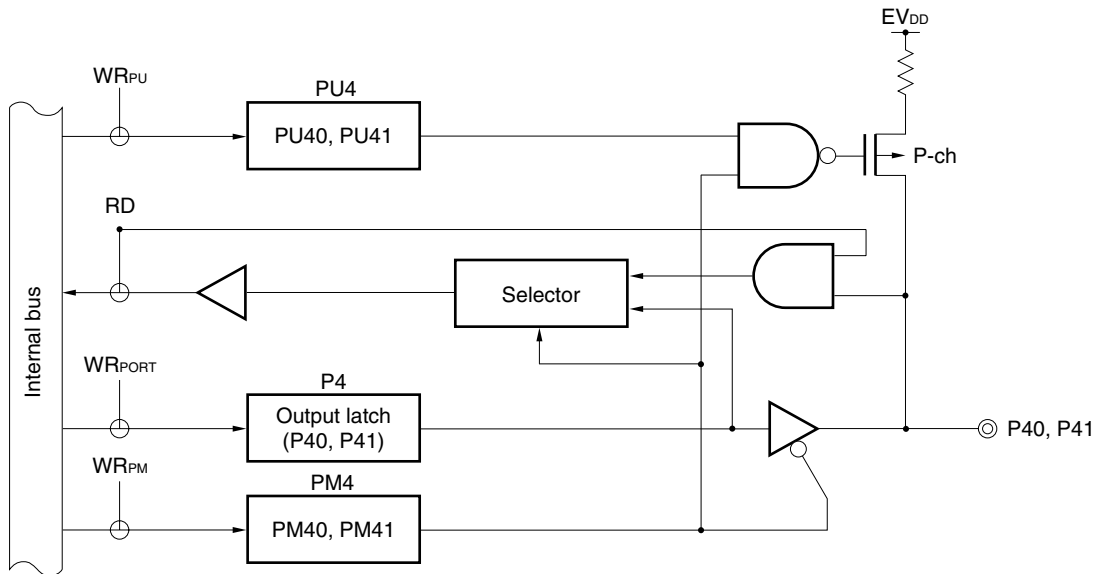 EVDD
WRPU
PU4
PU40, PU41
P-ch
RD
Selector
Internal bus
WRPORT
P4
Output latch
(P40, P41)
P40, P41
WRPM
PM4
PM40, PM41